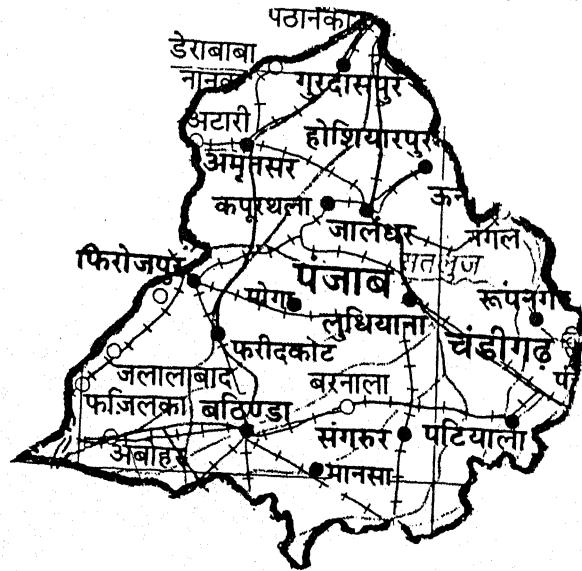 पठानको
डेराबाबा
नानक
गुरदासपुर
अटारी
होशियारपुर
अमृतसर
कपूरथला
जालंधर
नंगल
सतलुज
फिरोजपुर
पंजाब
रूपनगर
मोगा
लुधियाना
चंडीगढ़
फरीदकोट
जलालाबाद
बरनाला
फज़िलका
बठिण्डा
संगरुर
पटियाला
अबोहर
मानसा